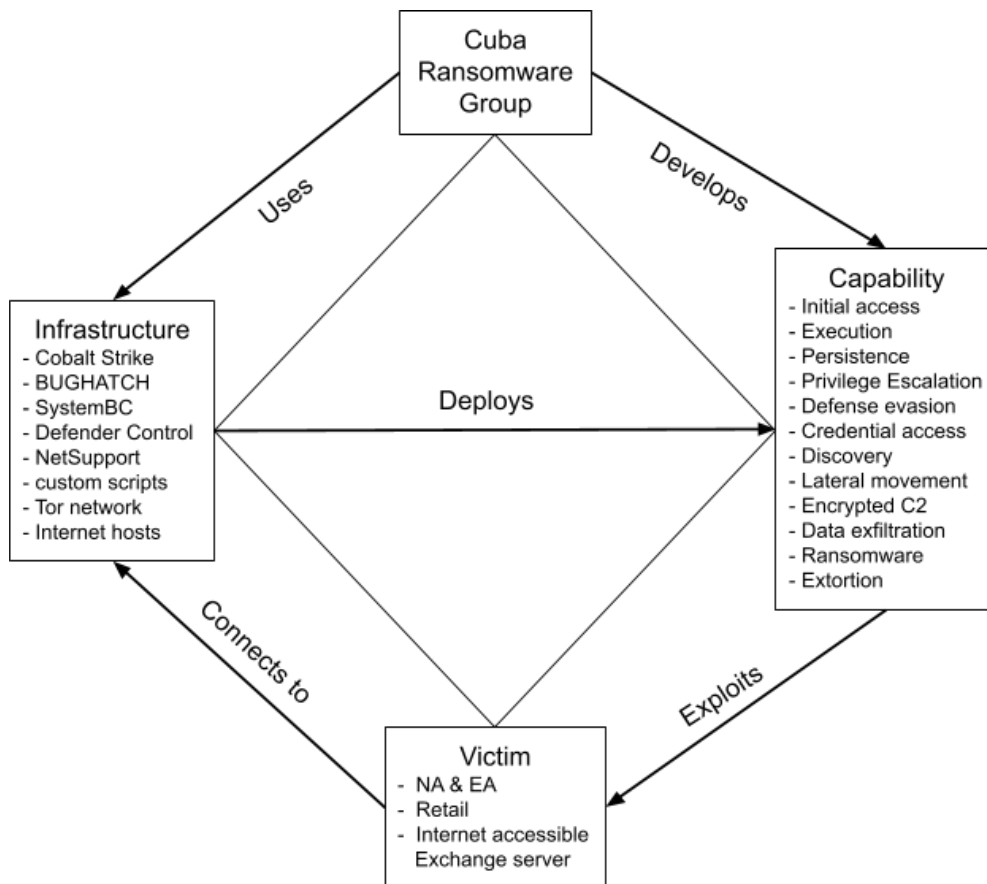 Cuba
Ransomware
Group
Uses
Develops
Infrastructure
- Cobalt Strike
- BUGHATCH
- SystemBC
- Defender Control
- NetSupport
- custom scripts
- Tor network
- Internet hosts
Deploys
Capability
- Initial access
- Execution
- Persistence
- Privilege Escalation
- Defense evasion
- Credential access
- Discovery
- Lateral movement
- Encrypted C2
- Data exfiltration
- Ransomware
- Extortion
Connects to
Exploits
Victim
- NA & EA
- Retail
- Internet accessible
Exchange server